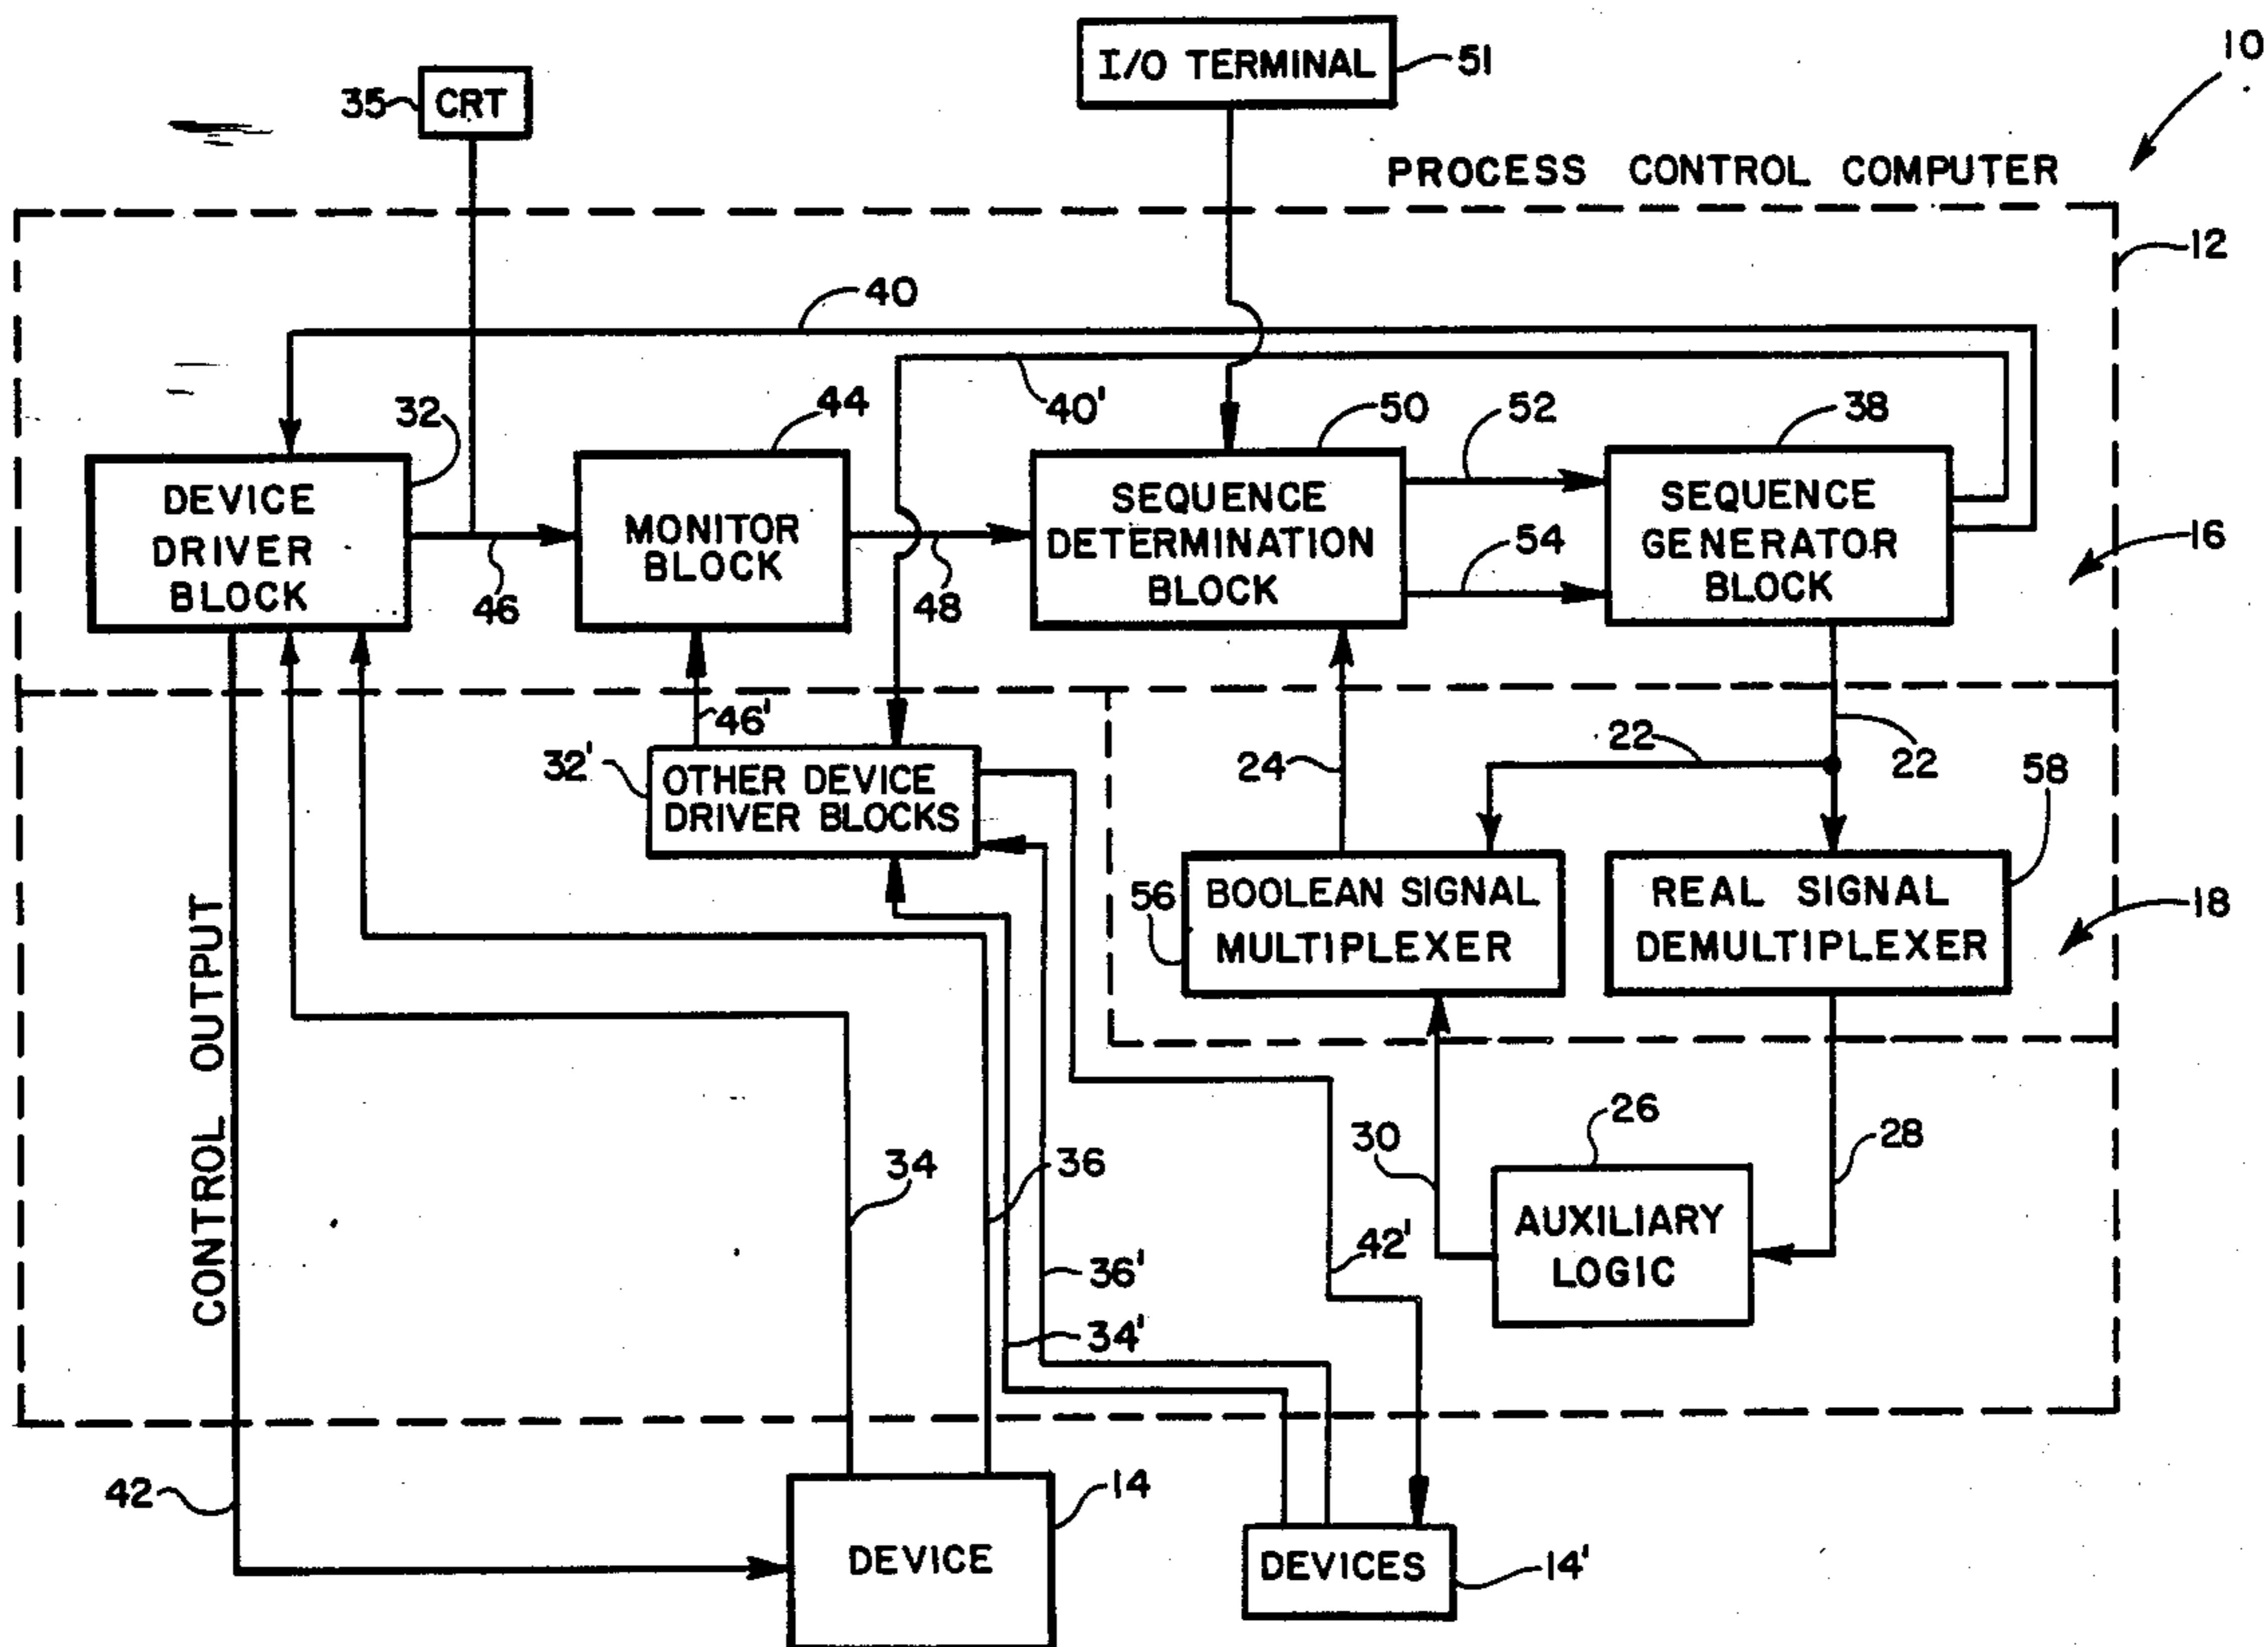 I/O TERMINAL
51
10
35
CRT
PROCESS CONTROL COMPUTER
12
40
40'
32
44
50
52
38
DEVICE
DRIVER
BLOCK
MONITOR
BLOCK
SEQUENCE
DETERMINATION
BLOCK
SEQUENCE
GENERATOR
BLOCK
54
16
46
48
46'
22
22
24
58
32'
OTHER DEVICE
DRIVER BLOCKS
56
BOOLEAN SIGNAL
MULTIPLEXER
REAL SIGNAL
DEMULTIPLEXER
18
CONTROL OUTPUT
26
30
28
34
36
AUXILIARY
LOGIC
36'
42'
34'
42
14
DEVICE
DEVICES
14'